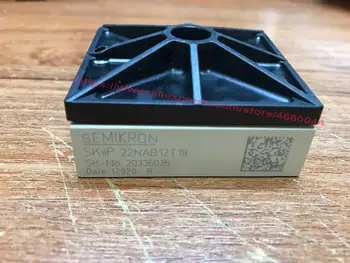 SEMIKRON
SKiiP 22NAB12T18
SK-No. 20336035
Date: 12020 R